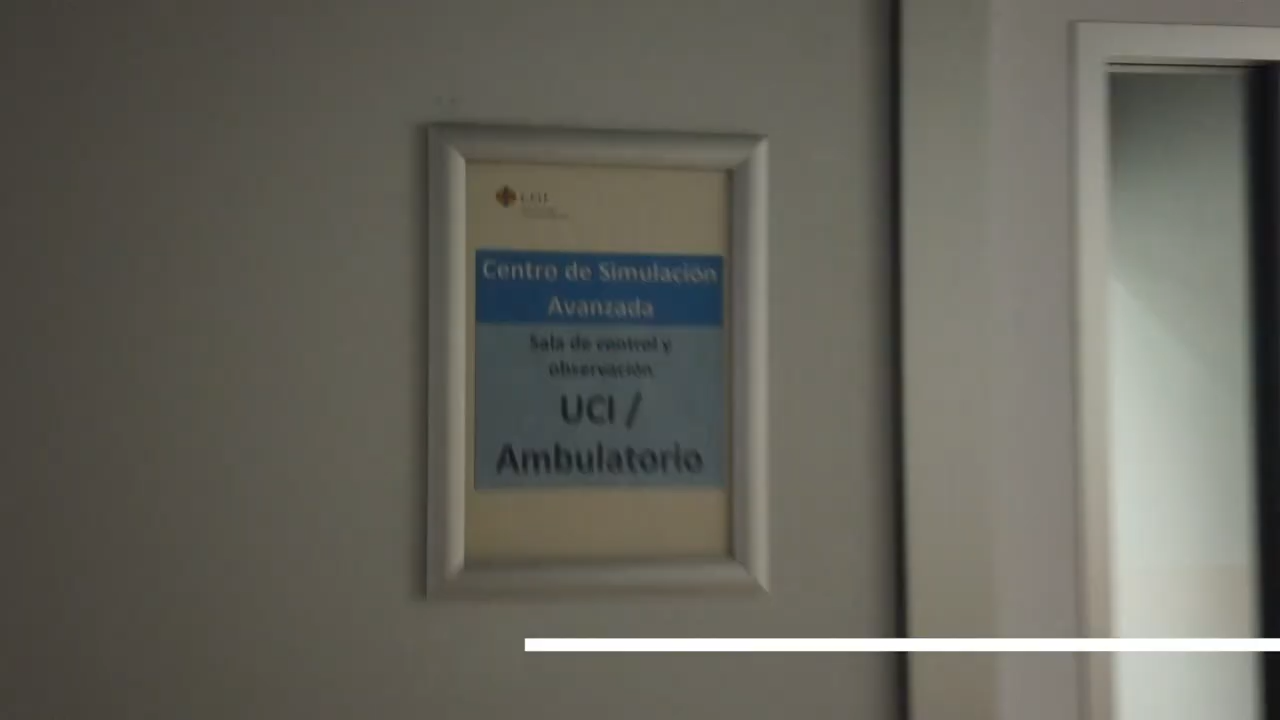 Centro de Simulación
Avanzada
Sala de control y
observación
UCI /
Ambulatorio